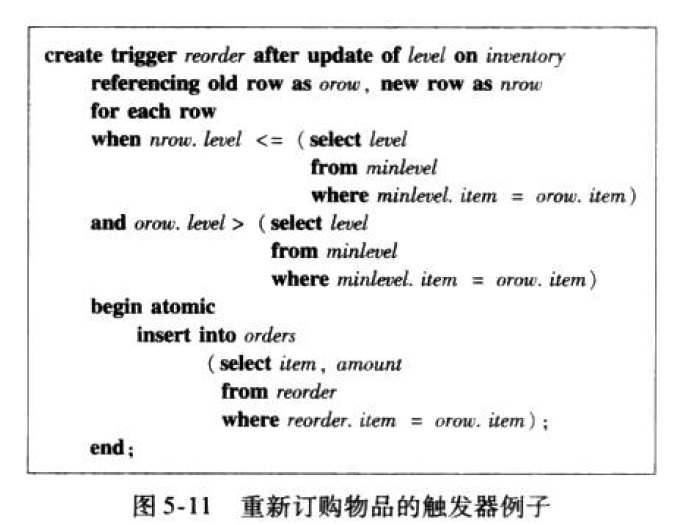 create trigger reorder after update of level on inventory
referencing old row as orow, new row as nrow
for each row
when nrow. level <= ( select level
from minlevel
where minlevel. item = orow. item )
and orow. level > ( select level
from minlevel
where minlevel. item = orow. item )
begin atomic
insert into orders
( select item, amount
from reorder
where reorder. item = orow. item ) ;
end;
图 5-11 重新订购物品的触发器例子